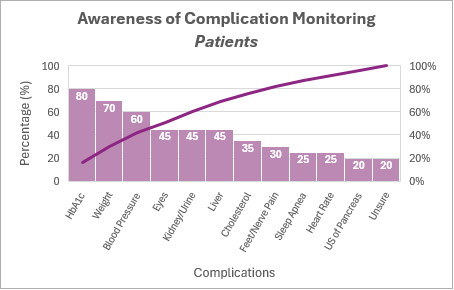 Awareness of Complication Monitoring
Patients
Percentage (%)
100
80
60
40
20
0
100%
80%
60%
40%
20%
0%
80
70
60
45
45
45
35
30
25
25
20
20
HbA1c
Weight
Blood Pressure
Eyes
Kidney/Urine
Liver
Cholesterol
Feet/Nerve Pain
Sleep Apnea
Heart Rate
US of Pancreas
Unsure
Complications